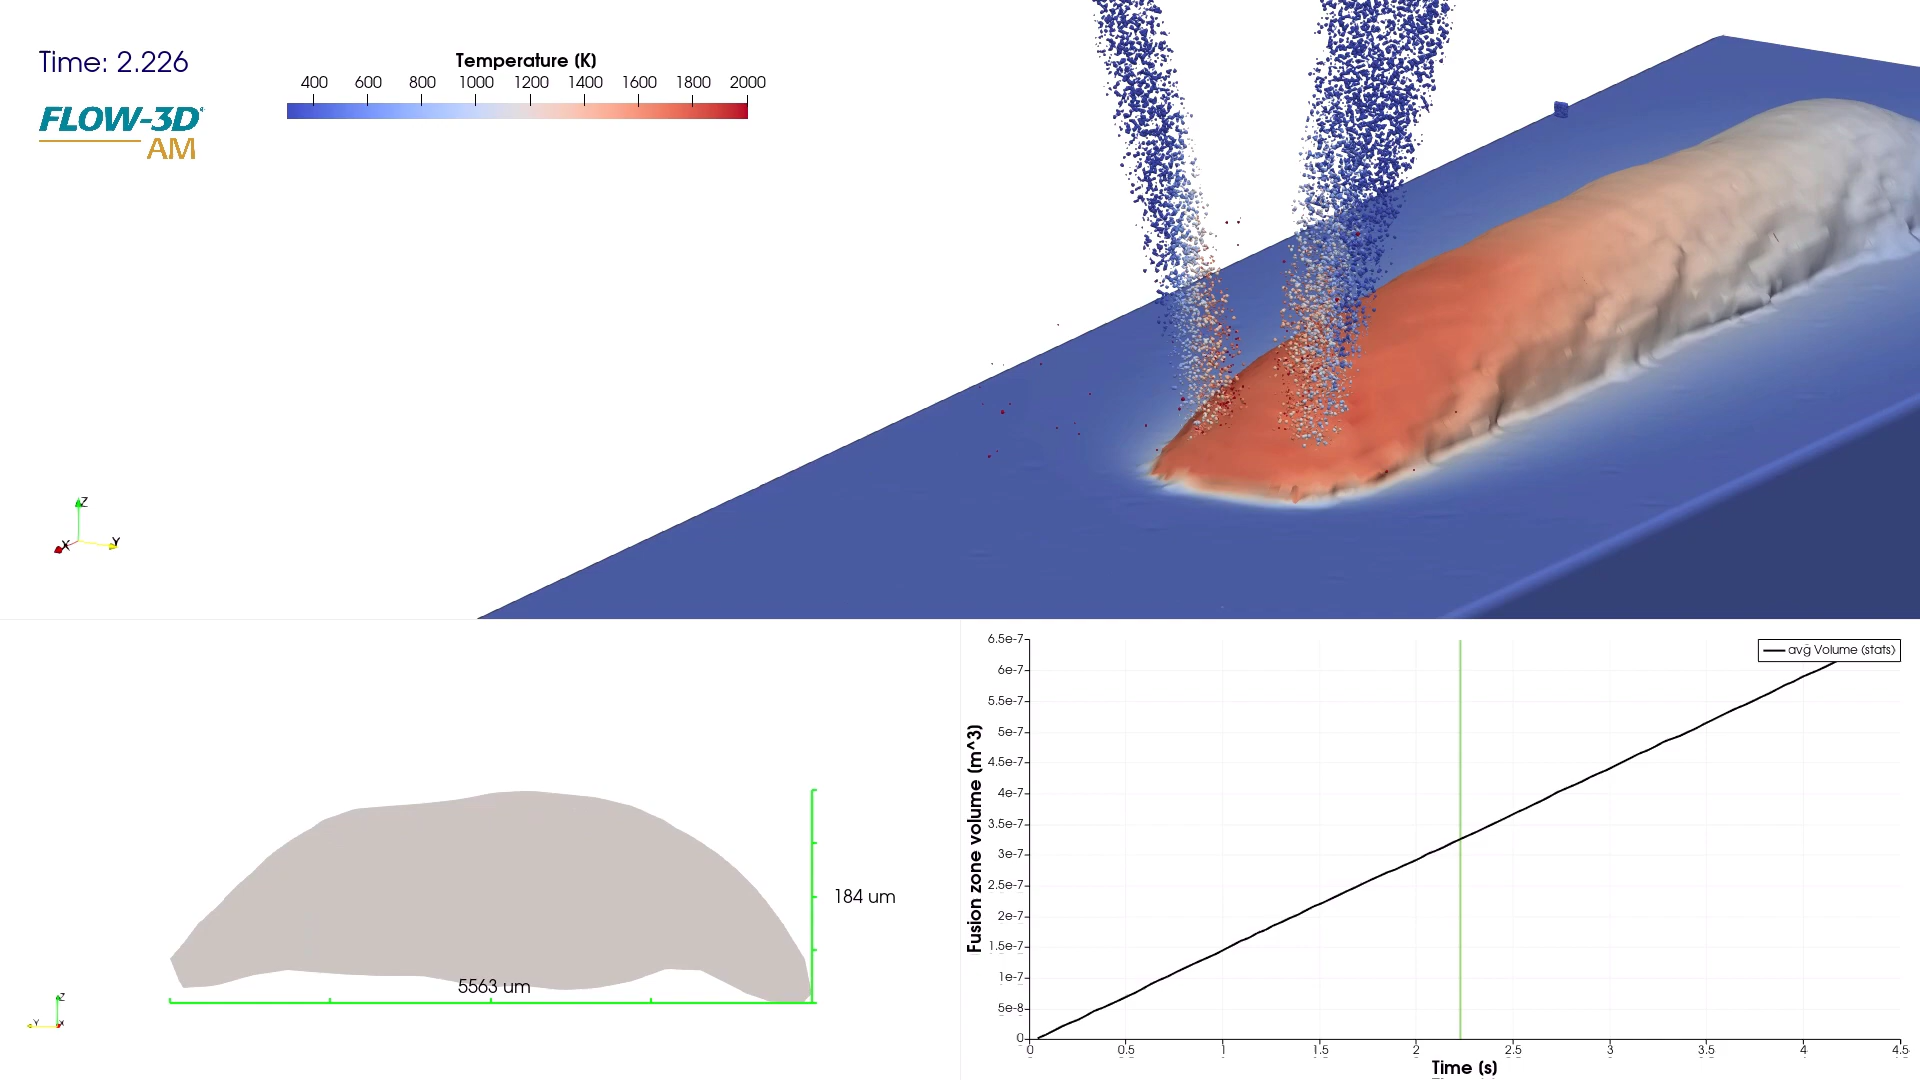 Time: 2.226
FLOW-3D
AM
Temperature (K)
400 600 800 1000 1200 1400 1600 1800 2000
Z
X
Y
184 um
5563 um
Z
Y
X
avg Volume (stats)
Fusion zone volume (m^3)
6.5e-7
6e-7
5.5e-7
5e-7
4.5e-7
4e-7
3.5e-7
3e-7
2.5e-7
2e-7
1.5e-7
1e-7
5e-8
0
0 0.5 1 1.5 2 2.5 3 3.5 4 4.5
Time (s)